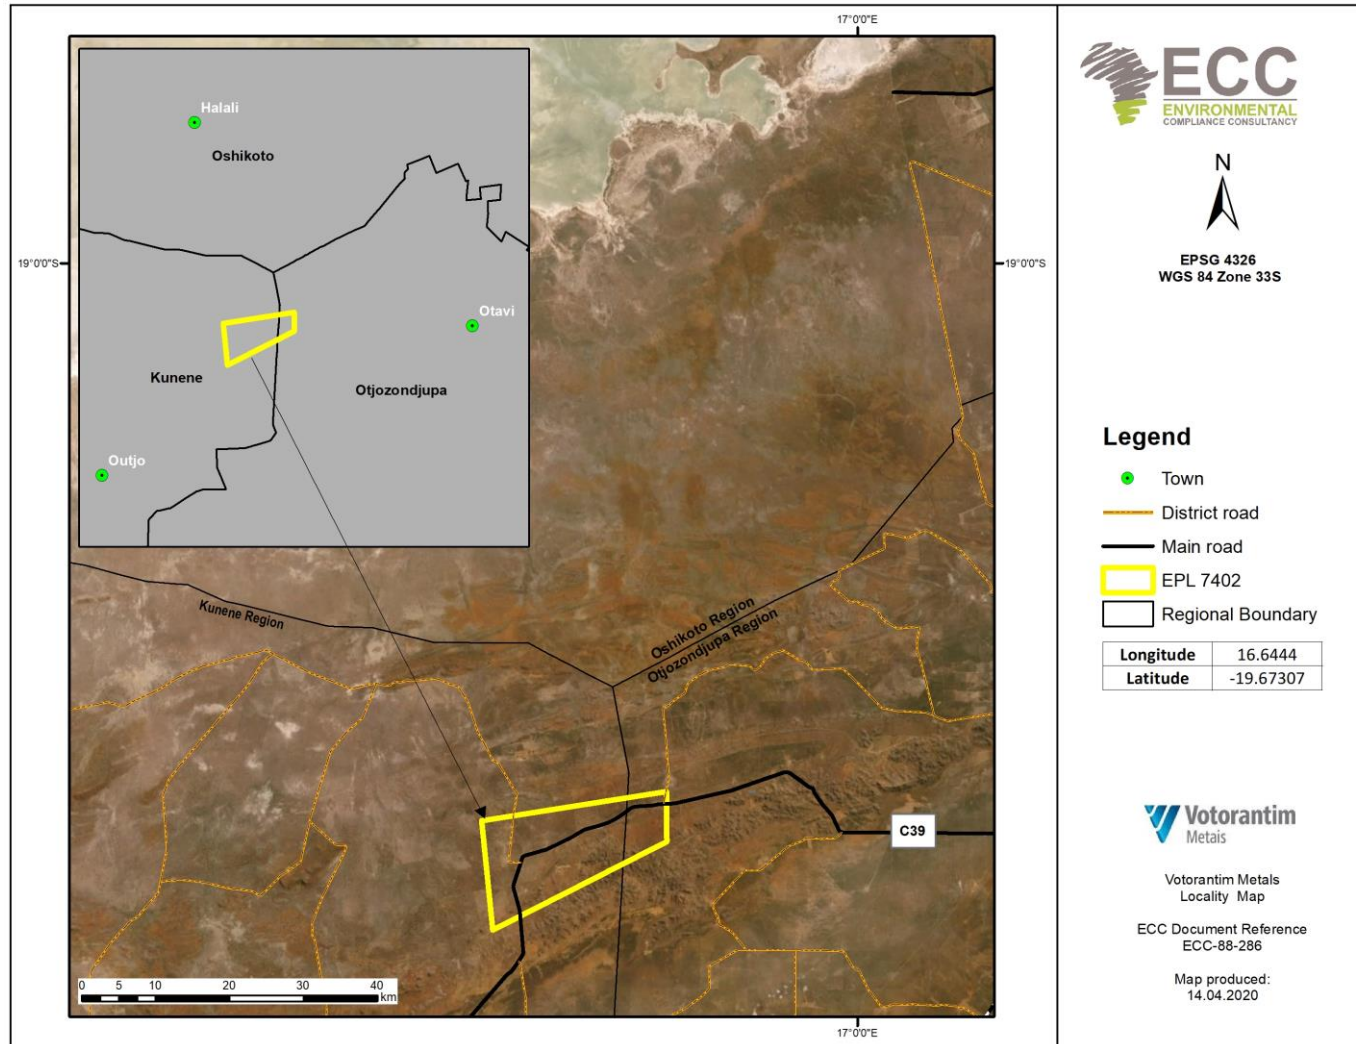 17°0'0"E
Halali
Oshikoto
19°0'0"S
19°0'0"S
Otavi
Kunene
Otjozondjupa
Outjo
Kunene Region
Oshikoto Region
Otjozondjupa Region
C39
0 5 10 20 30 40
km
17°0'0"E
ECC
ENVIRONMENTAL
COMPLIANCE CONSULTANCY
N
EPSG 4326
WGS 84 Zone 33S
Legend
Town
District road
Main road
EPL 7402
Regional Boundary
Longitude 16.6444
Latitude -19.67307
Votorantim
Metais
Votorantim Metals
Locality Map
ECC Document Reference
ECC-88-286
Map produced:
14.04.2020